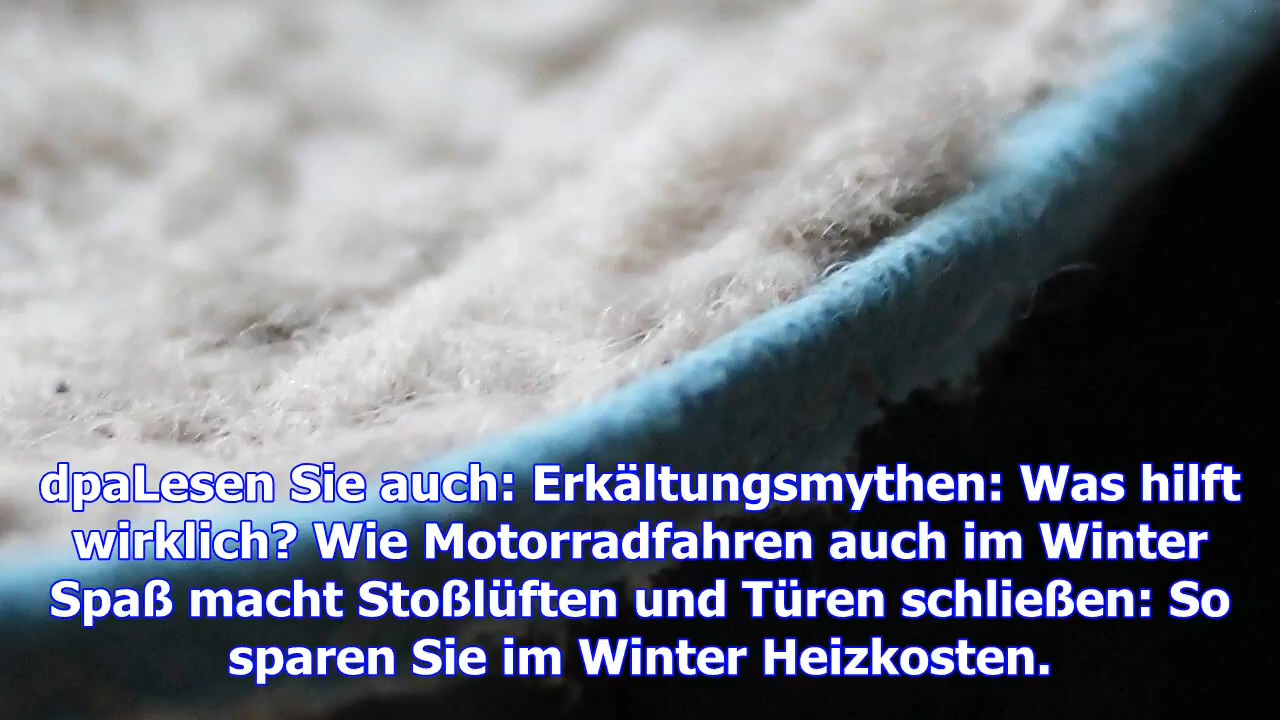 dpaLesen Sie auch: Erkältungsmythen: Was hilft
wirklich? Wie Motorradfahren auch im Winter
Spaß macht Stoßlüften und Türen schließen: So
sparen Sie im Winter Heizkosten.